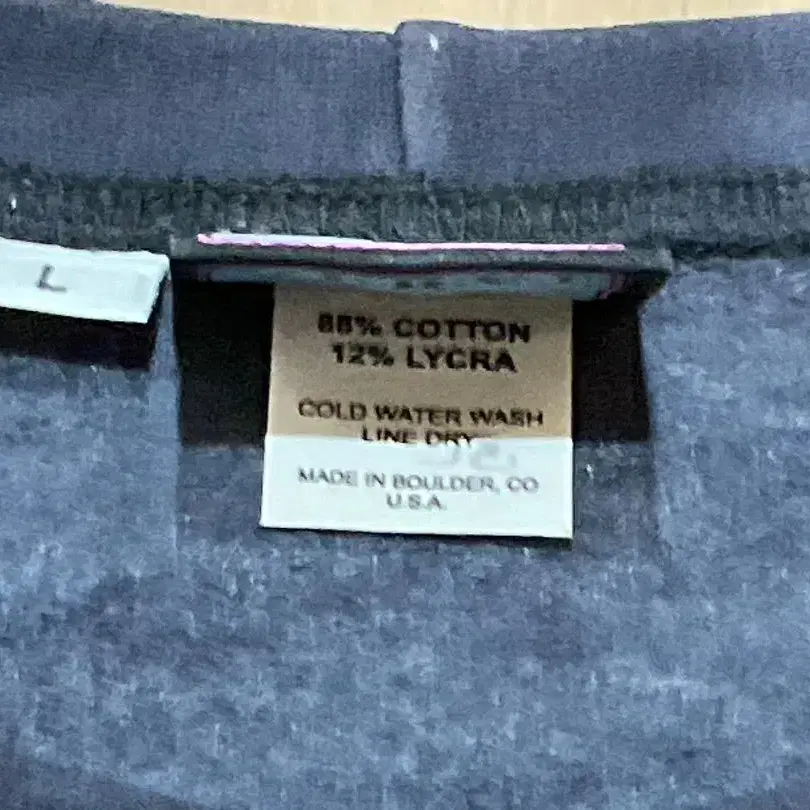 L
88% COTTON
12% LYCRA
COLD WATER WASH
LINE DRY
MADE IN BOULDER, CO
U.S.A.